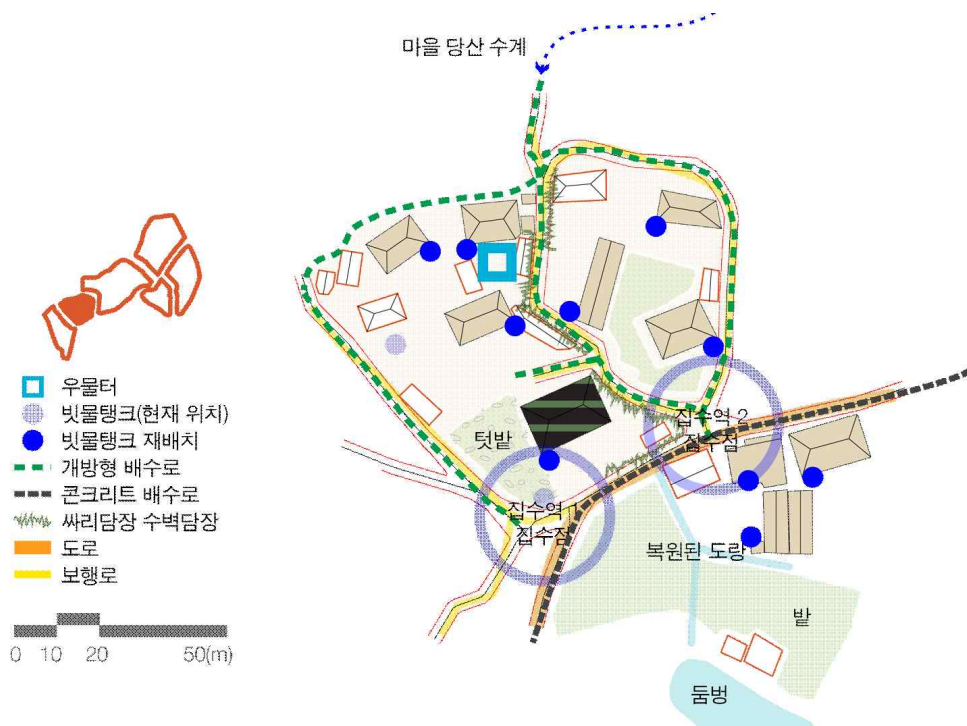 마을 당산 수계
우물터
빗물탱크(현재 위치)
빗물탱크 재배치
개방형 배수로
콘크리트 배수로
싸리담장 수벽담장
도로
보행로
0 10 20 50(m)
텃밭
집수역 2
집수점
집수역 1
집수점
복원된 도랑
밭
둠벙